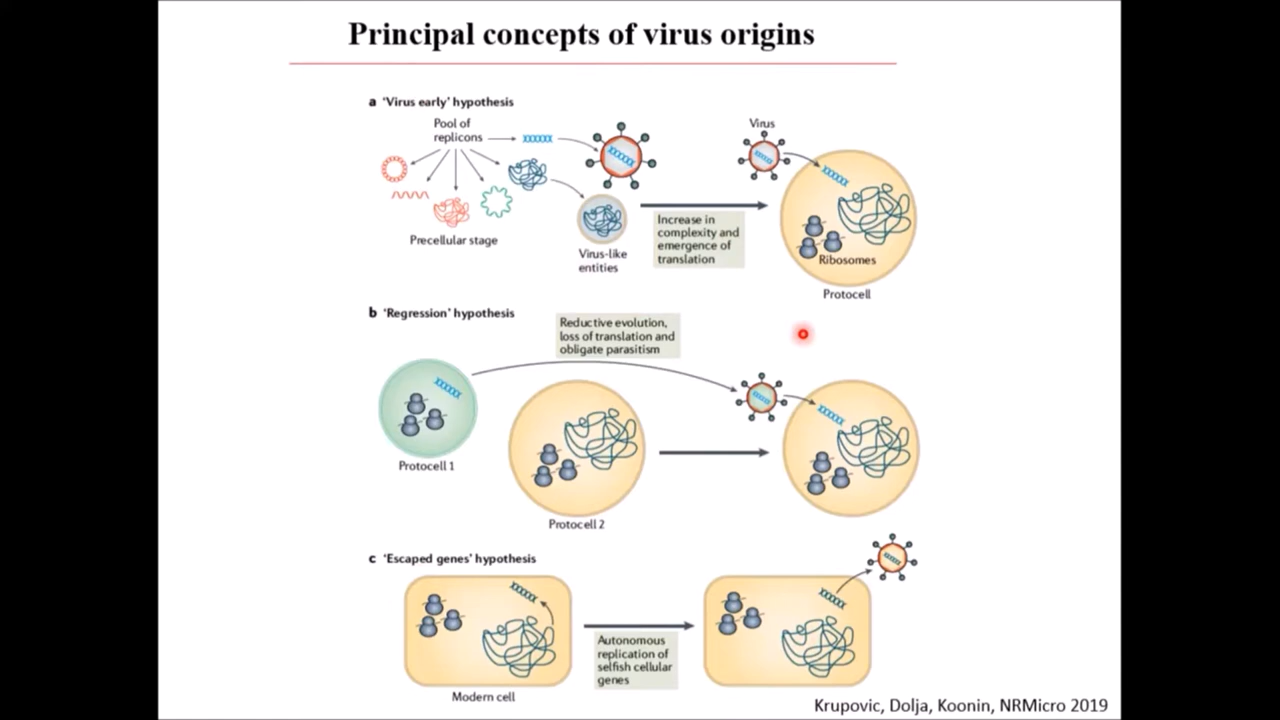 Principal concepts of virus origins
a 'Virus early' hypothesis
Pool of
replicons
Precellular stage
Virus-like
entities
Increase in
complexity and
emergence of
translation
Virus
Ribosomes
Protocell
b 'Regression' hypothesis
Reductive evolution,
loss of translation and
obligate parasitism
Protocell 1
Protocell 2
c 'Escaped genes' hypothesis
Modern cell
Autonomous
replication of
selfish cellular
genes
Krupovic, Dolja, Koonin, NRMicro 2019